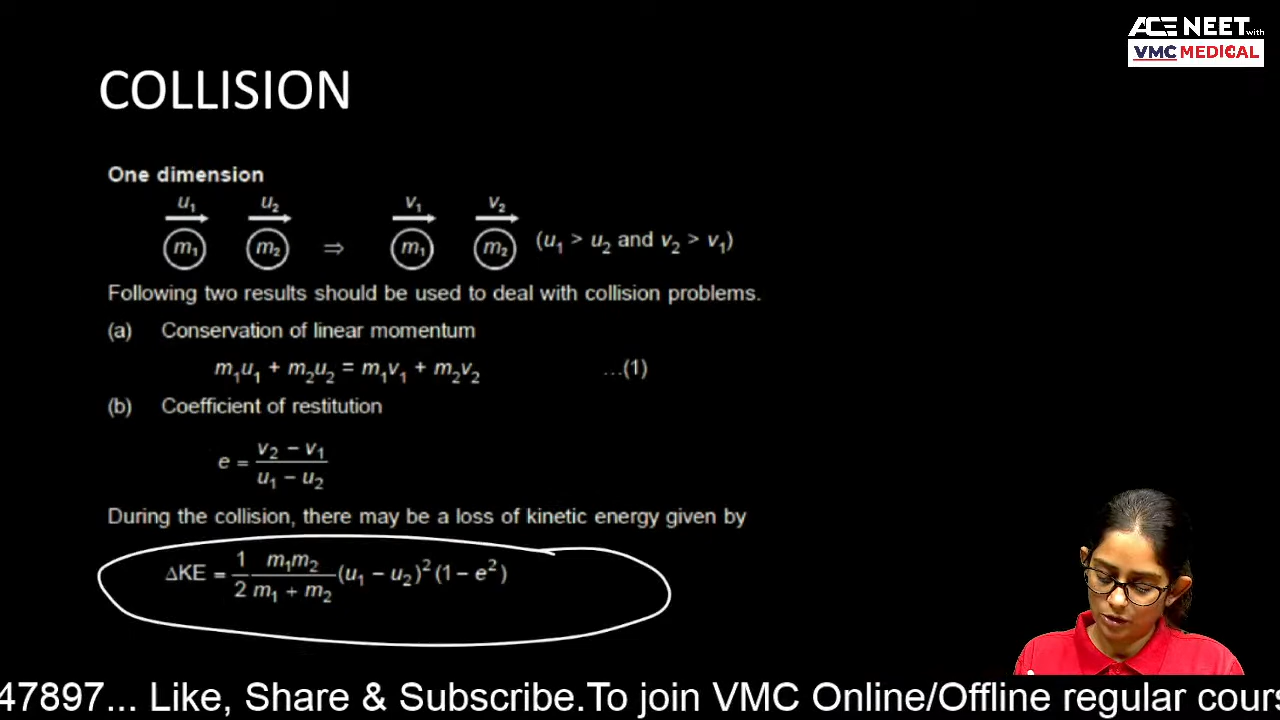 ACE NEET with
VMC MEDICAL
COLLISION
One dimension
u₁ u₂ v₁ v₂
m₁ m₂ ⇒ m₁ m₂ (u₁ > u₂ and v₂ > v₁)
Following two results should be used to deal with collision problems.
(a) Conservation of linear momentum
m₁u₁ + m₂u₂ = m₁v₁ + m₂v₂ ...(1)
(b) Coefficient of restitution
e = (v₂ − v₁)/(u₁ − u₂)
During the collision, there may be a loss of kinetic energy given by
ΔKE = 1/2 m₁m₂/(m₁ + m₂) (u₁ − u₂)² (1 − e²)
47897... Like, Share & Subscribe.To join VMC Online/Offline regular cours